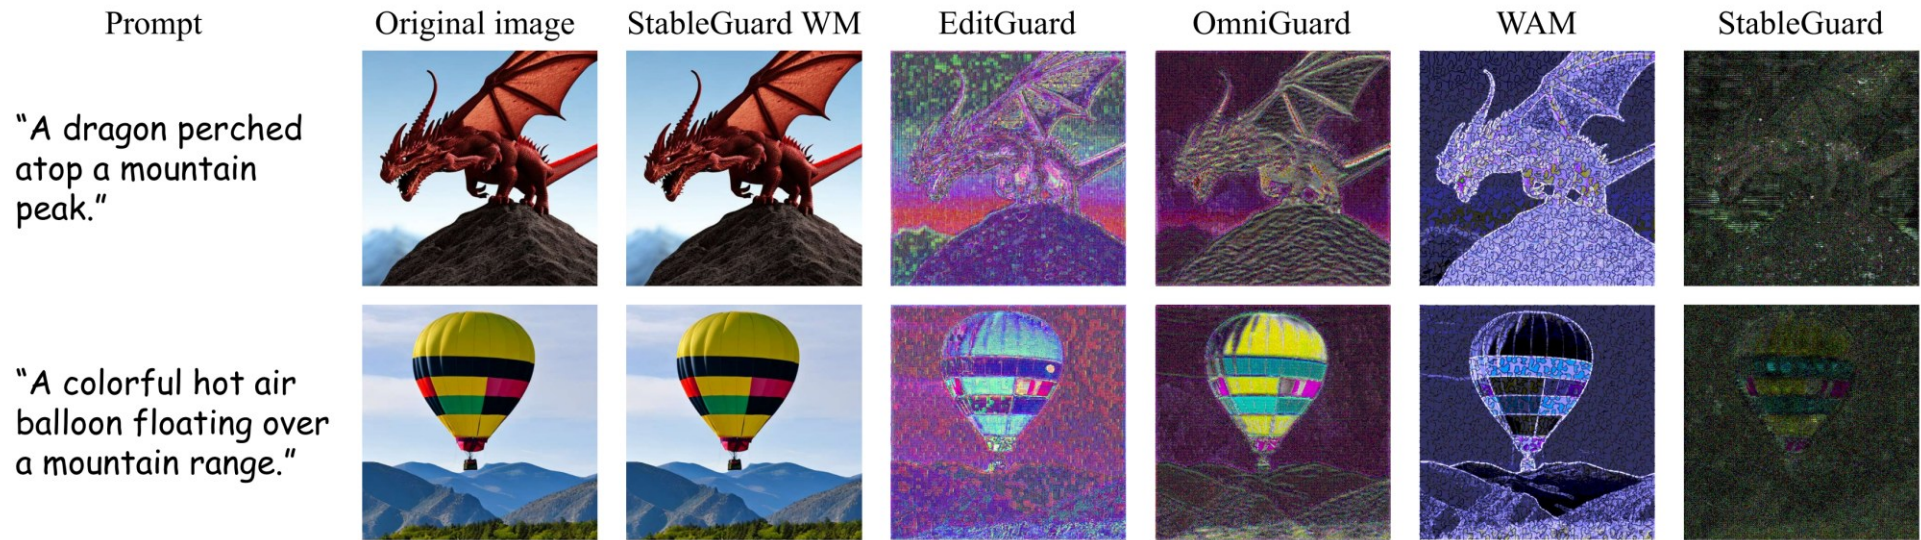 Prompt Original image StableGuard WM EditGuard OmniGuard WAM StableGuard
“A dragon perched
atop a mountain
peak.”
“A colorful hot air
balloon floating over
a mountain range.”